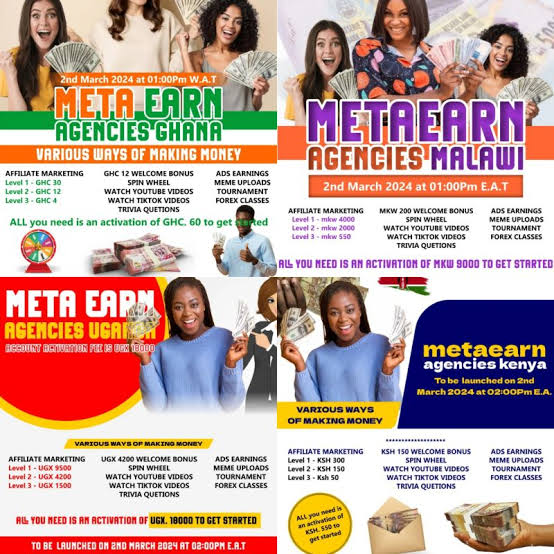 2nd March 2024 at 01:00Pm W.A.T
META EARN
AGENCIES GHANA
VARIOUS WAYS OF MAKING MONEY
AFFILIATE MARKETING
Level 1 - GHC 30
Level 2 - GHC 12
Level 3 - GHC 4
GHC 12 WELCOME BONUS
SPIN WHEEL
WATCH YOUTUBE VIDEOS
WATCH TIKTOK VIDEOS
TRIVIA QUETIONS
ADS EARNINGS
MEME UPLOADS
TOURNAMENT
FOREX CLASSES
ALL you need is an activation of GHC. 60 to get started
METAEARN
AGENCIES MALAWI
2nd March 2024 at 01:00Pm E.A.T
AFFILIATE MARKETING
Level 1 - mkw 4000
Level 2 - mkw 2000
Level 3 - mkw 550
MKW 200 WELCOME BONUS
SPIN WHEEL
WATCH YOUTUBE VIDEOS
WATCH TIKTOK VIDEOS
TRIVIA QUETIONS
ADS EARNINGS
MEME UPLOADS
TOURNAMENT
FOREX CLASSES
ALL YOU NEED IS AN ACTIVATION OF MKW 9000 TO GET STARTED
META EARN
AGENCIES UGANDA
ACCOUNT ACTIVATION FEE IS UGX 18000
VARIOUS WAYS OF MAKING MONEY
AFFILIATE MARKETING
Level 1 - UGX 9500
Level 2 - UGX 4200
Level 3 - UGX 1500
UGX 4200 WELCOME BONUS
SPIN WHEEL
WATCH YOUTUBE VIDEOS
WATCH TIKTOK VIDEOS
TRIVIA QUETIONS
ADS EARNINGS
MEME UPLOADS
TOURNAMENT
FOREX CLASSES
ALL YOU NEED IS AN ACTIVATION OF UGX. 18000 TO GET STARTED
TO BE LAUNCHED ON 2ND MARCH 2024 AT 02:00PM E.A.T
metaearn
agencies kenya
To be launched on 2nd
March 2024 at 02:00Pm E.A.
VARIOUS WAYS
OF MAKING MONEY
********************
AFFILIATE MARKETING
Level 1 - KSH 300
Level 2 - KSH 150
Level 3 - Ksh 50
KSH 150 WELCOME BONUS
SPIN WHEEL
WATCH YOUTUBE VIDEOS
WATCH TIKTOK VIDEOS
TRIVIA QUETIONS
ADS EARNINGS
MEME UPLOADS
TOURNAMENT
FOREX CLASSES
ALL you need is
an activation
of
KSH. 550 to
get started